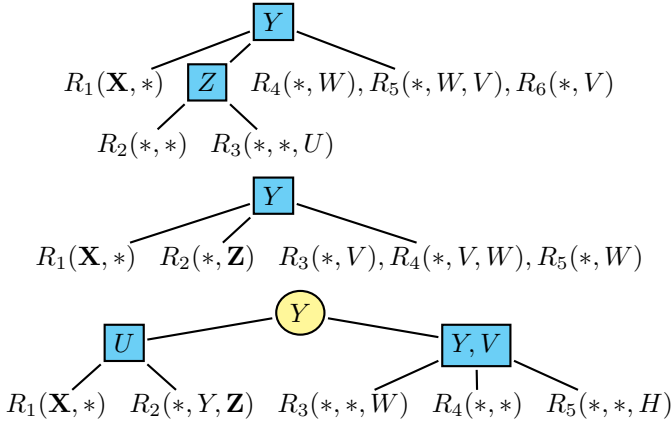 Y
R₁(X, ∗) Z R₄(∗, W), R₅(∗, W, V), R₆(∗, V)
R₂(∗, ∗) R₃(∗, ∗, U)
Y
R₁(X, ∗) R₂(∗, Z) R₃(∗, V), R₄(∗, V, W), R₅(∗, W)
Y
U Y, V
R₁(X, ∗) R₂(∗, Y, Z) R₃(∗, ∗, W) R₄(∗, ∗) R₅(∗, ∗, H)